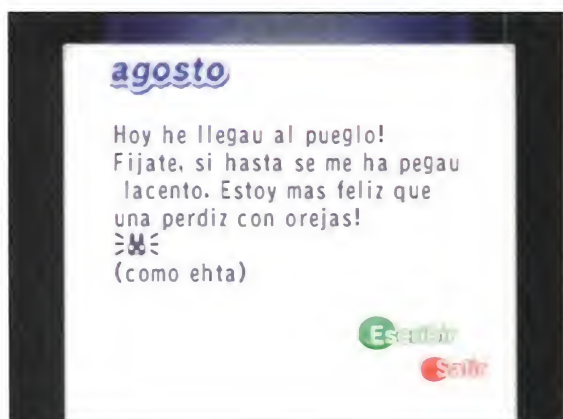 agosto
Hoy he llegau al pueglo!
Fijate, si hasta se me ha pegau
lacento. Estoy mas feliz que
una perdiz con orejas!
(como ehta)
Escribir
Salir